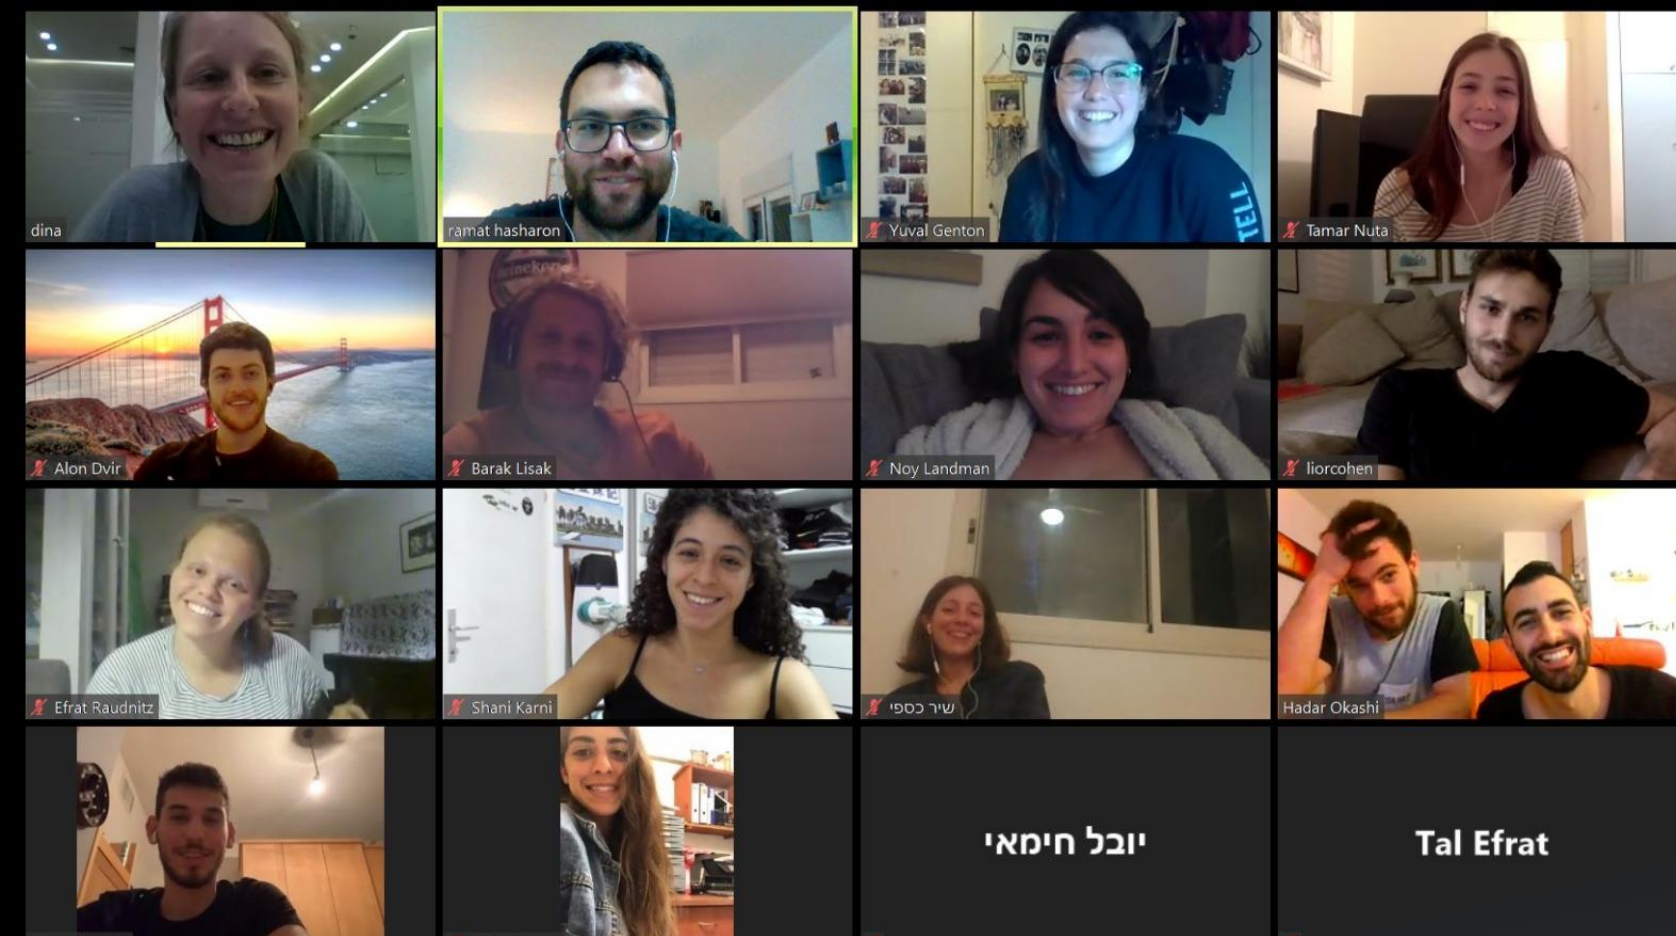 dina
ramat hasharon
TELL
Yuval Genton
Tamar Nuta
Alon Dvir
Barak Lisak
Noy Landman
liorcohen
Efrat Raudnitz
Shani Karni
שיר כספי
Hadar Okashi
יובל חימאי
Tal Efrat